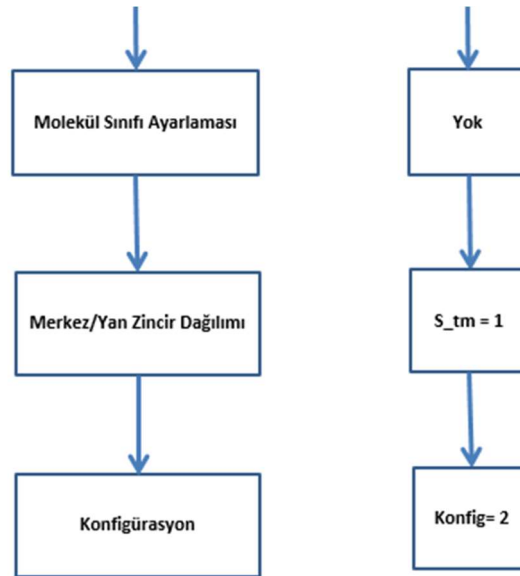 Molekül Sınıfı Ayarlaması
Yok
Merkez/Yan Zincir Dağılımı
S_tm = 1
Konfigürasyon
Konfig= 2